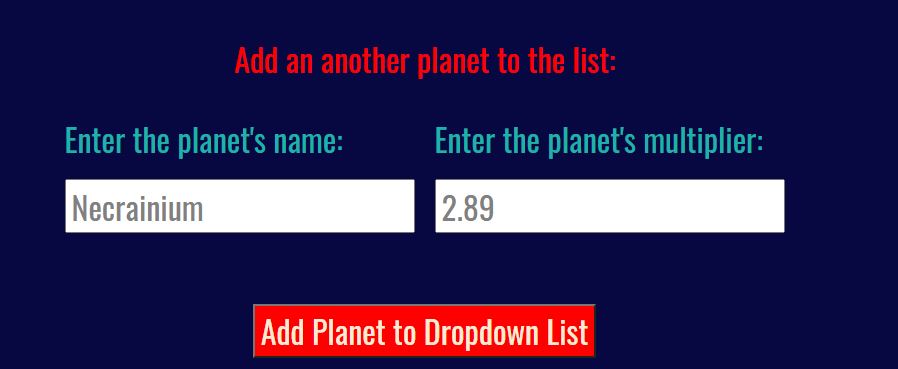 Add an another planet to the list:
Enter the planet's name: Enter the planet's multiplier:
Necrainium 2.89
Add Planet to Dropdown List